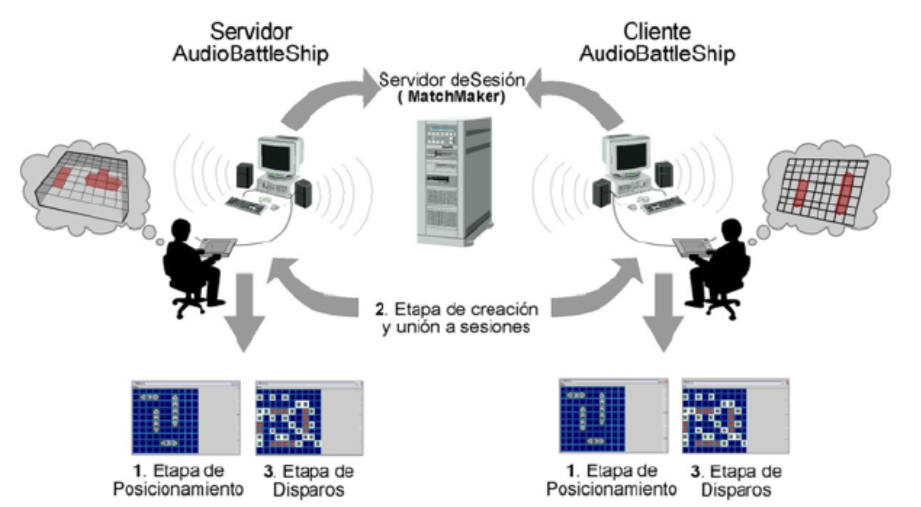 Servidor
AudioBattleShip
Cliente
AudioBattleShip
Servidor deSesión
( MatchMaker)
2. Etapa de creación
y unión a sesiones
1. Etapa de
Posicionamiento
3. Etapa de
Disparos
1. Etapa de
Posicionamiento
3. Etapa de
Disparos